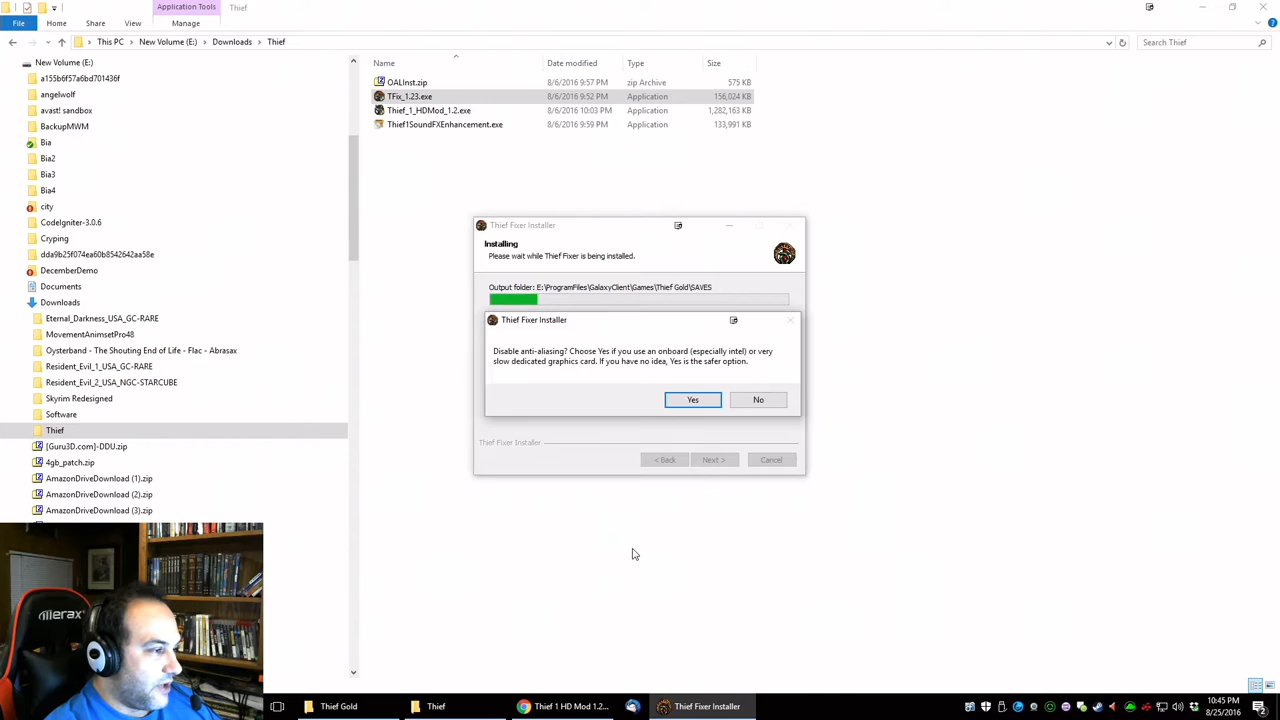 Application Tools
Thief
File
Home
Share
View
Manage
This PC
New Volume (E:)
Downloads
Thief
Search Thief
New Volume (E:)
a155b6f57a6bd701436f
angelwolf
avast! sandbox
BackupMWM
Bia
Bia2
Bia3
Bia4
city
CodeIgniter-3.0.6
Cryping
dda9b25f074ea60b8542642aa58e
DecemberDemo
Documents
Downloads
Eternal_Darkness_USA_GC-RARE
MovementAnimsetPro48
Oysterband - The Shouting End of Life - Flac - Abrasax
Resident_Evil_1_USA_GC-RARE
Resident_Evil_2_USA_NGC-STARCUBE
Skyrim Redesigned
Software
Thief
[Guru3D.com]-DDU.zip
4gb_patch.zip
AmazonDriveDownload (1).zip
AmazonDriveDownload (2).zip
AmazonDriveDownload (3).zip
Name Date modified Type Size
OALInst.zip 8/6/2016 9:57 PM zip Archive 575 KB
TFix_1.23.exe 8/6/2016 9:52 PM Application 156,024 KB
Thief_1_HDMod_1.2.exe 8/6/2016 10:03 PM Application 1,282,163 KB
Thief1SoundFXEnhancement.exe 8/6/2016 9:59 PM Application 133,991 KB
Thief Fixer Installer
Installing
Please wait while Thief Fixer is being installed.
Output folder: E:\ProgramFiles\GalaxyClient\Games\Thief Gold\SAVES
Thief Fixer Installer
Disable anti-aliasing? Choose Yes if you use an onboard (especially intel) or very
slow dedicated graphics card. If you have no idea, Yes is the safer option.
Yes
No
Thief Fixer Installer
< Back
Next >
Cancel
merax
Thief Gold
Thief
Thief 1 HD Mod 1.2...
Thief Fixer Installer
10:45 PM
8/25/2016
2